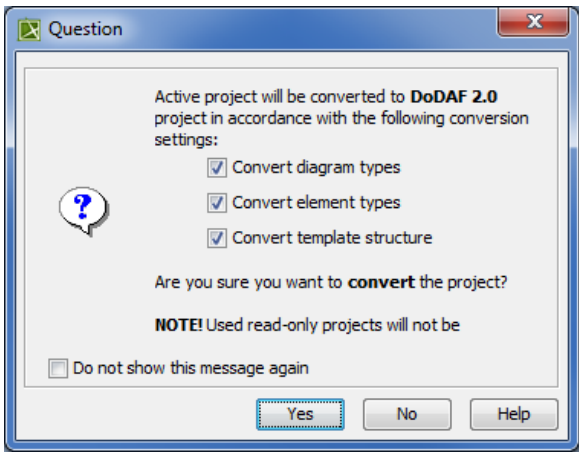 Question
Active project will be converted to DoDAF 2.0
project in accordance with the following conversion
settings:
Convert diagram types
Convert element types
Convert template structure
Are you sure you want to convert the project?
NOTE! Used read-only projects will not be
Do not show this message again
Yes No Help